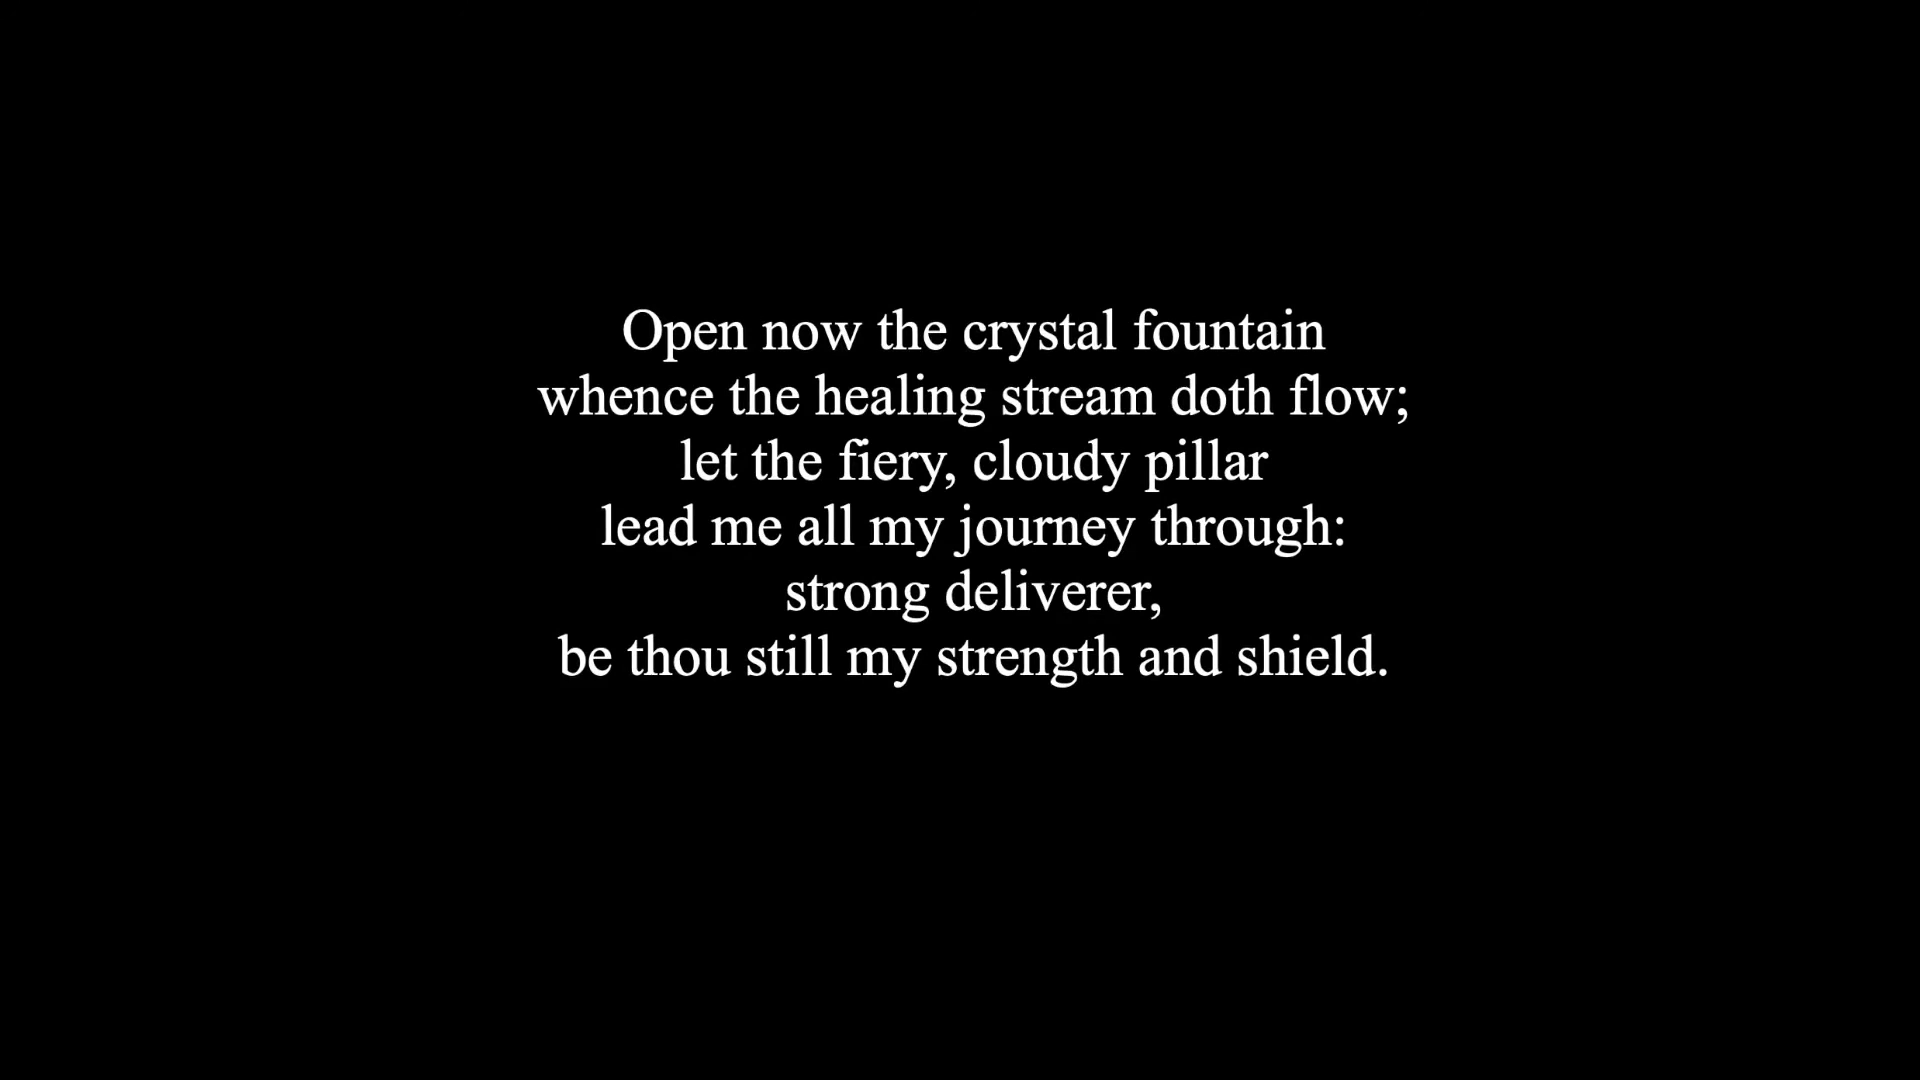 Open now the crystal fountain
whence the healing stream doth flow;
let the fiery, cloudy pillar
lead me all my journey through:
strong deliverer,
be thou still my strength and shield.